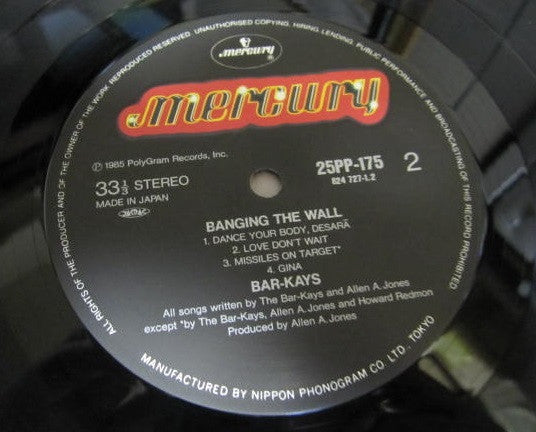 ALL RIGHTS OF THE PRODUCER AND OF THE OWNER OF THE WORK REPRODUCED RESERVED. UNAUTHORISED COPYING, HIRING, LENDING, PUBLIC PERFORMANCE AND BROADCASTING OF THIS RECORD PROHIBITED
mercury
mercury
Ⓟ 1985 PolyGram Records, Inc.
33⅓ STEREO
MADE IN JAPAN
25PP-175 2
824 727-1.2
BANGING THE WALL
1. DANCE YOUR BODY, DESARÄ
2. LOVE DON'T WAIT
3. MISSILES ON TARGET*
4. GINA
BAR-KAYS
All songs written by The Bar-Kays and Allen A. Jones
except *by The Bar-Kays, Allen A. Jones and Howard Redmon
Produced by Allen A. Jones
MANUFACTURED BY NIPPON PHONOGRAM CO., LTD., TOKYO